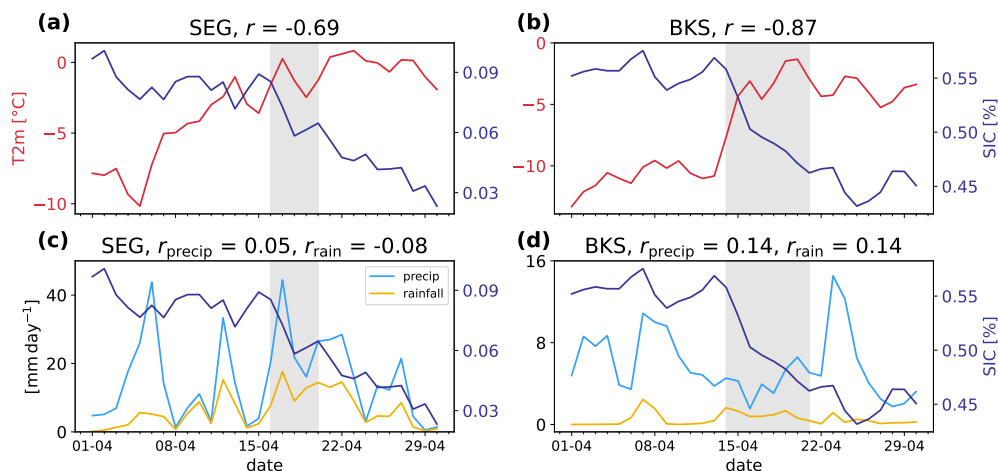 (a)
SEG, r = -0.69
0
−5
−10
T2m [°C]
0.09
0.06
0.03
(b)
BKS, r = -0.87
0
−5
−10
0.55
0.50
0.45
SIC [%]
(c)
SEG, rprecip = 0.05, rrain = -0.08
precip
rainfall
40
20
0
[mm day−1]
0.09
0.06
0.03
01-04
08-04
15-04
22-04
29-04
date
(d)
BKS, rprecip = 0.14, rrain = 0.14
16
8
0
0.55
0.50
0.45
SIC [%]
01-04
08-04
15-04
22-04
29-04
date